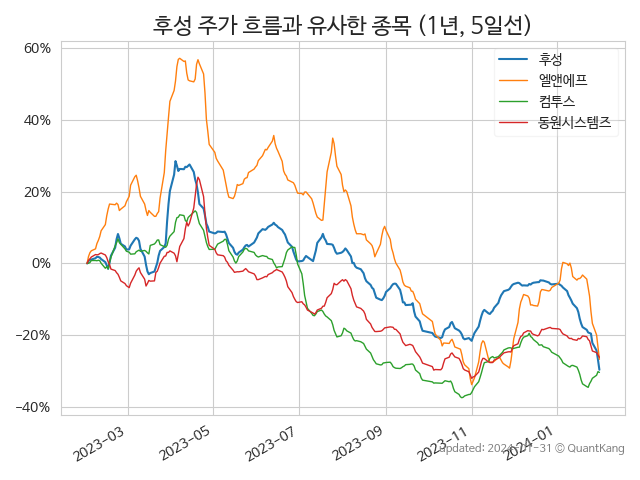 후성 주가 흐름과 유사한 종목 (1년, 5일선)
60%
40%
20%
0%
−20%
−40%
후성
엘앤에프
컴투스
동원시스템즈
2023-03
2023-05
2023-07
2023-09
2023-11
2024-01
updated: 2024-01-31 © QuantKang